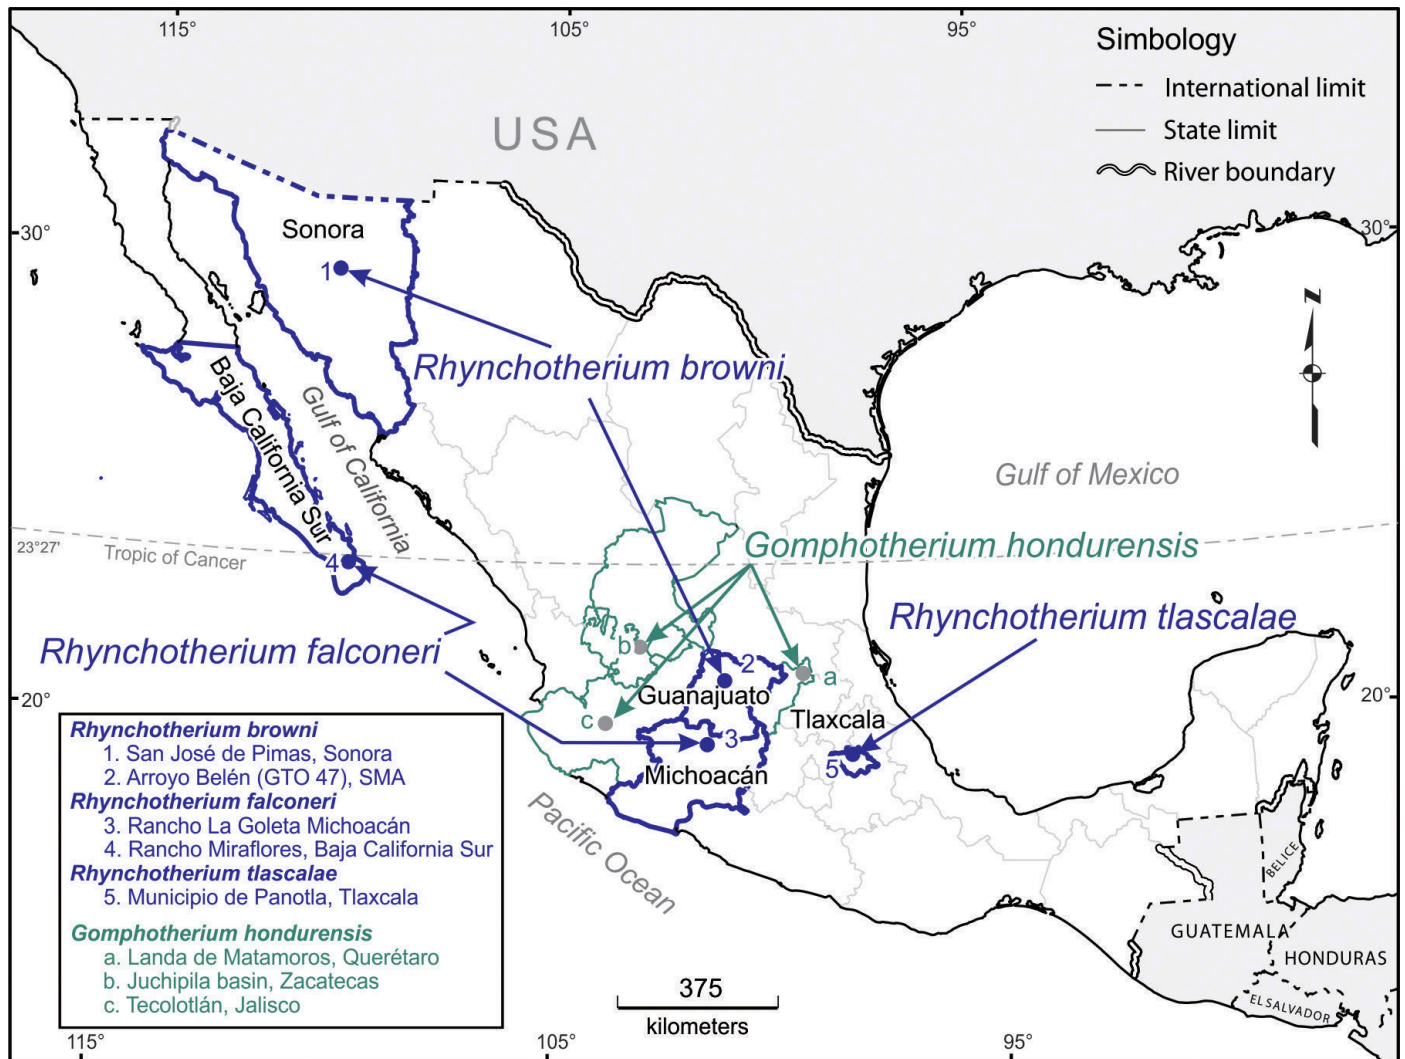 115°
105°
95°
Simbology
International limit
State limit
River boundary
USA
30°
30°
Sonora
1
Z
Rhynchotherium browni
Baja California Sur
Gulf of California
Gulf of Mexico
23°27'
Tropic of Cancer
4
Gomphotherium hondurensis
Rhynchotherium tlascalae
Rhynchotherium falconeri
b
2
a
20°
20°
Guanajuato
c
Tlaxcala
3
5
Michoacán
Pacific Ocean
Rhynchotherium browni
1. San José de Pimas, Sonora
2. Arroyo Belén (GTO 47), SMA
Rhynchotherium falconeri
3. Rancho La Goleta Michoacán
4. Rancho Miraflores, Baja California Sur
Rhynchotherium tlascalae
5. Municipio de Panotla, Tlaxcala
Gomphotherium hondurensis
a. Landa de Matamoros, Querétaro
b. Juchipila basin, Zacatecas
c. Tecolotlán, Jalisco
BELICE
GUATEMALA
HONDURAS
EL SALVADOR
375
kilometers
115°
105°
95°